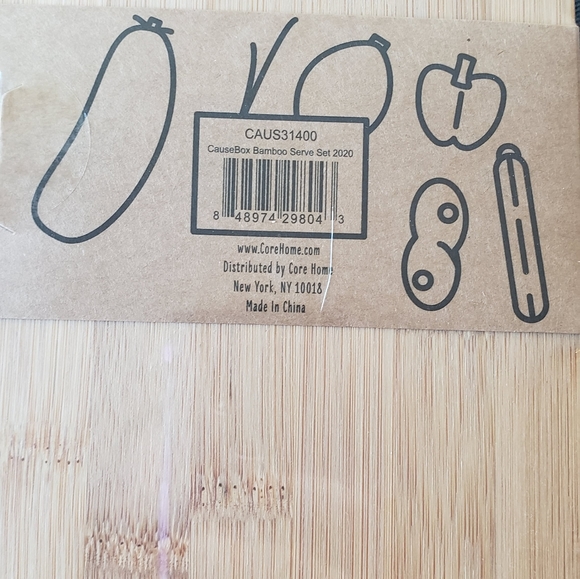 CAUS31400
CauseBox Bamboo Serve Set 2020
8 48974 29804 3
www.CoreHome.com
Distributed by Core Home
New York, NY 10018
Made In China